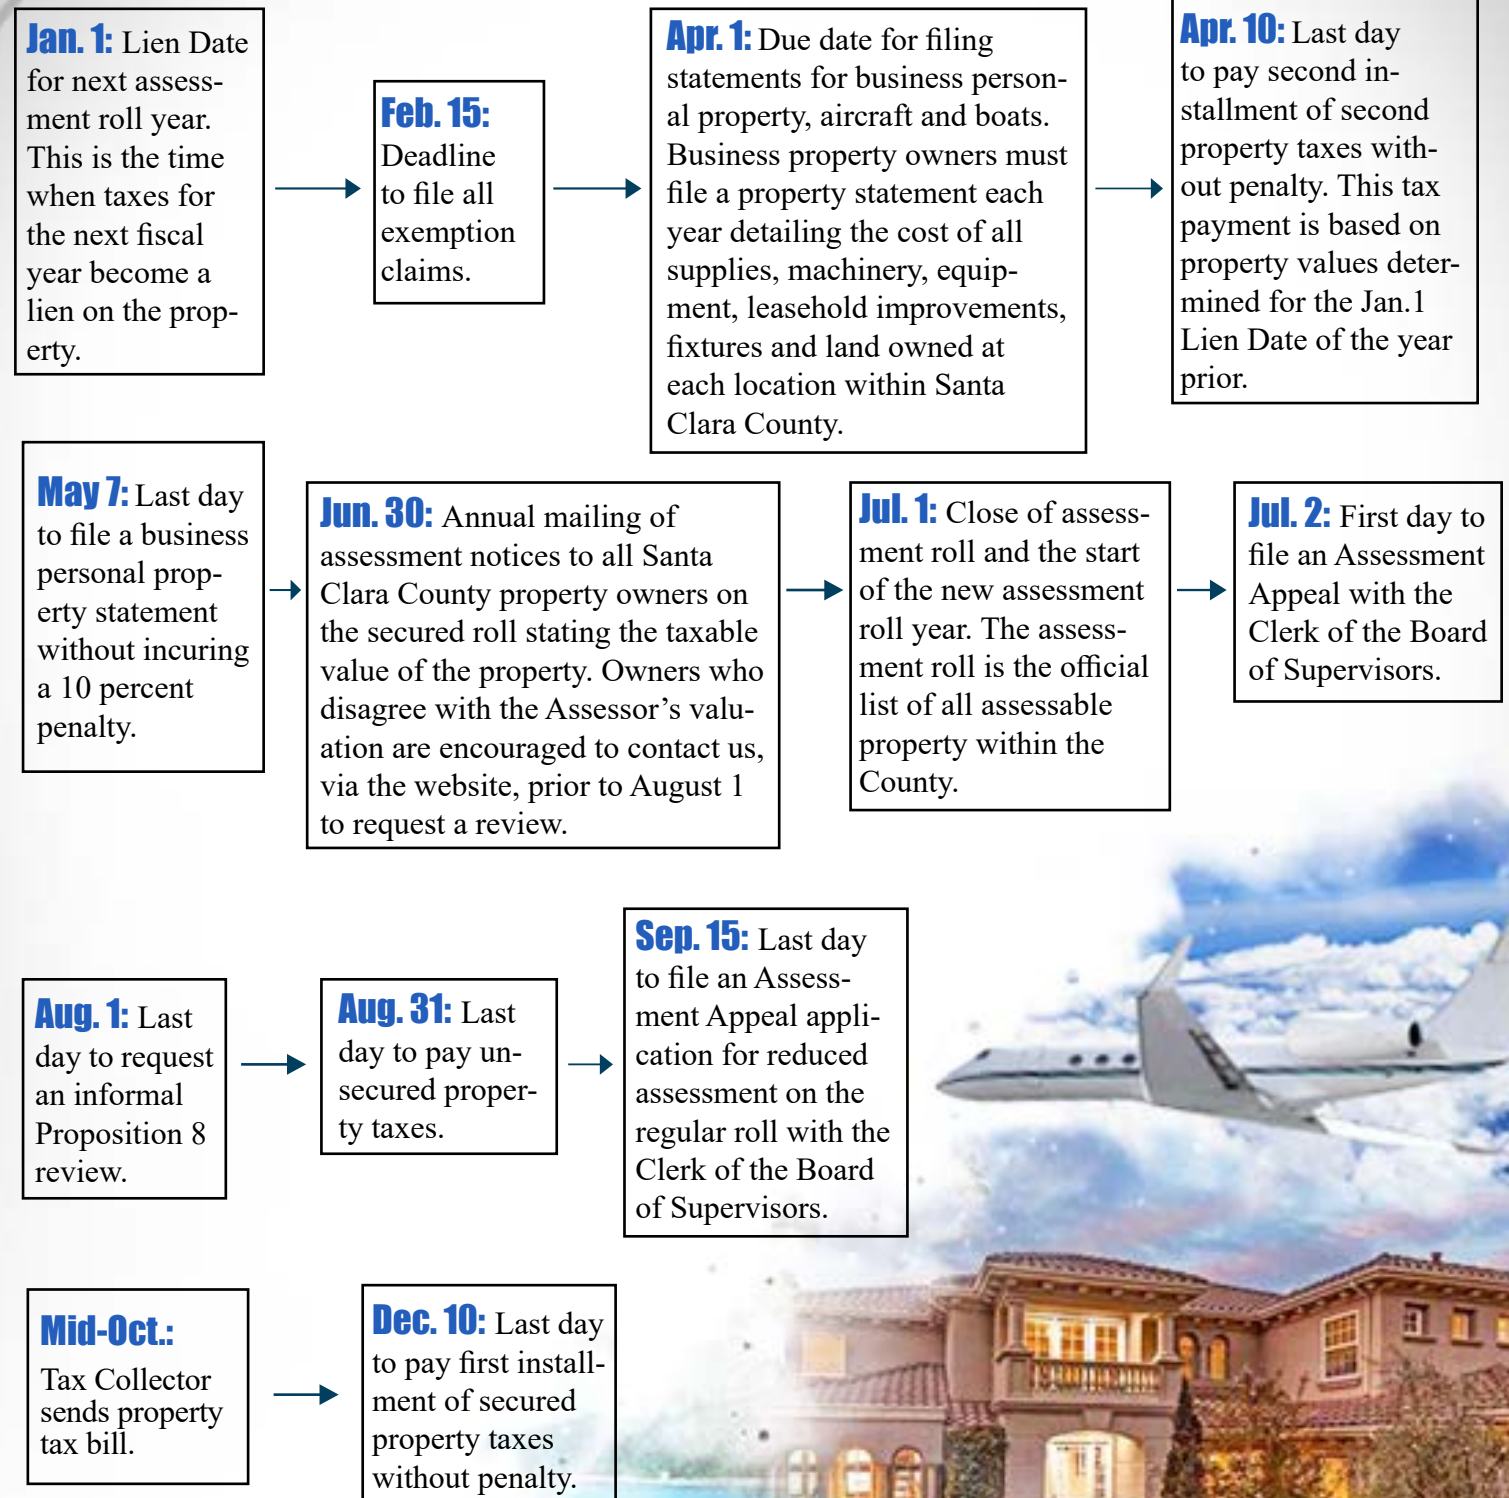 Jan. 1: Lien Date
for next assess-
ment roll year.
This is the time
when taxes for
the next fiscal
year become a
lien on the prop-
erty.
Feb. 15:
Deadline
to file all
exemption
claims.
Apr. 1: Due date for filing
statements for business person-
al property, aircraft and boats.
Business property owners must
file a property statement each
year detailing the cost of all
supplies, machinery, equip-
ment, leasehold improvements,
fixtures and land owned at
each location within Santa
Clara County.
Apr. 10: Last day
to pay second in-
stallment of second
property taxes with-
out penalty. This tax
payment is based on
property values deter-
mined for the Jan.1
Lien Date of the year
prior.
May 7: Last day
to file a business
personal prop-
erty statement
without incuring
a 10 percent
penalty.
Jun. 30: Annual mailing of
assessment notices to all Santa
Clara County property owners on
the secured roll stating the taxable
value of the property. Owners who
disagree with the Assessor’s valu-
ation are encouraged to contact us,
via the website, prior to August 1
to request a review.
Jul. 1: Close of assess-
ment roll and the start
of the new assessment
roll year. The assess-
ment roll is the official
list of all assessable
property within the
County.
Jul. 2: First day to
file an Assessment
Appeal with the
Clerk of the Board
of Supervisors.
Aug. 1: Last
day to request
an informal
Proposition 8
review.
Aug. 31: Last
day to pay un-
secured proper-
ty taxes.
Sep. 15: Last day
to file an Assess-
ment Appeal appli-
cation for reduced
assessment on the
regular roll with the
Clerk of the Board
of Supervisors.
Mid-Oct.:
Tax Collector
sends property
tax bill.
Dec. 10: Last day
to pay first install-
ment of secured
property taxes
without penalty.